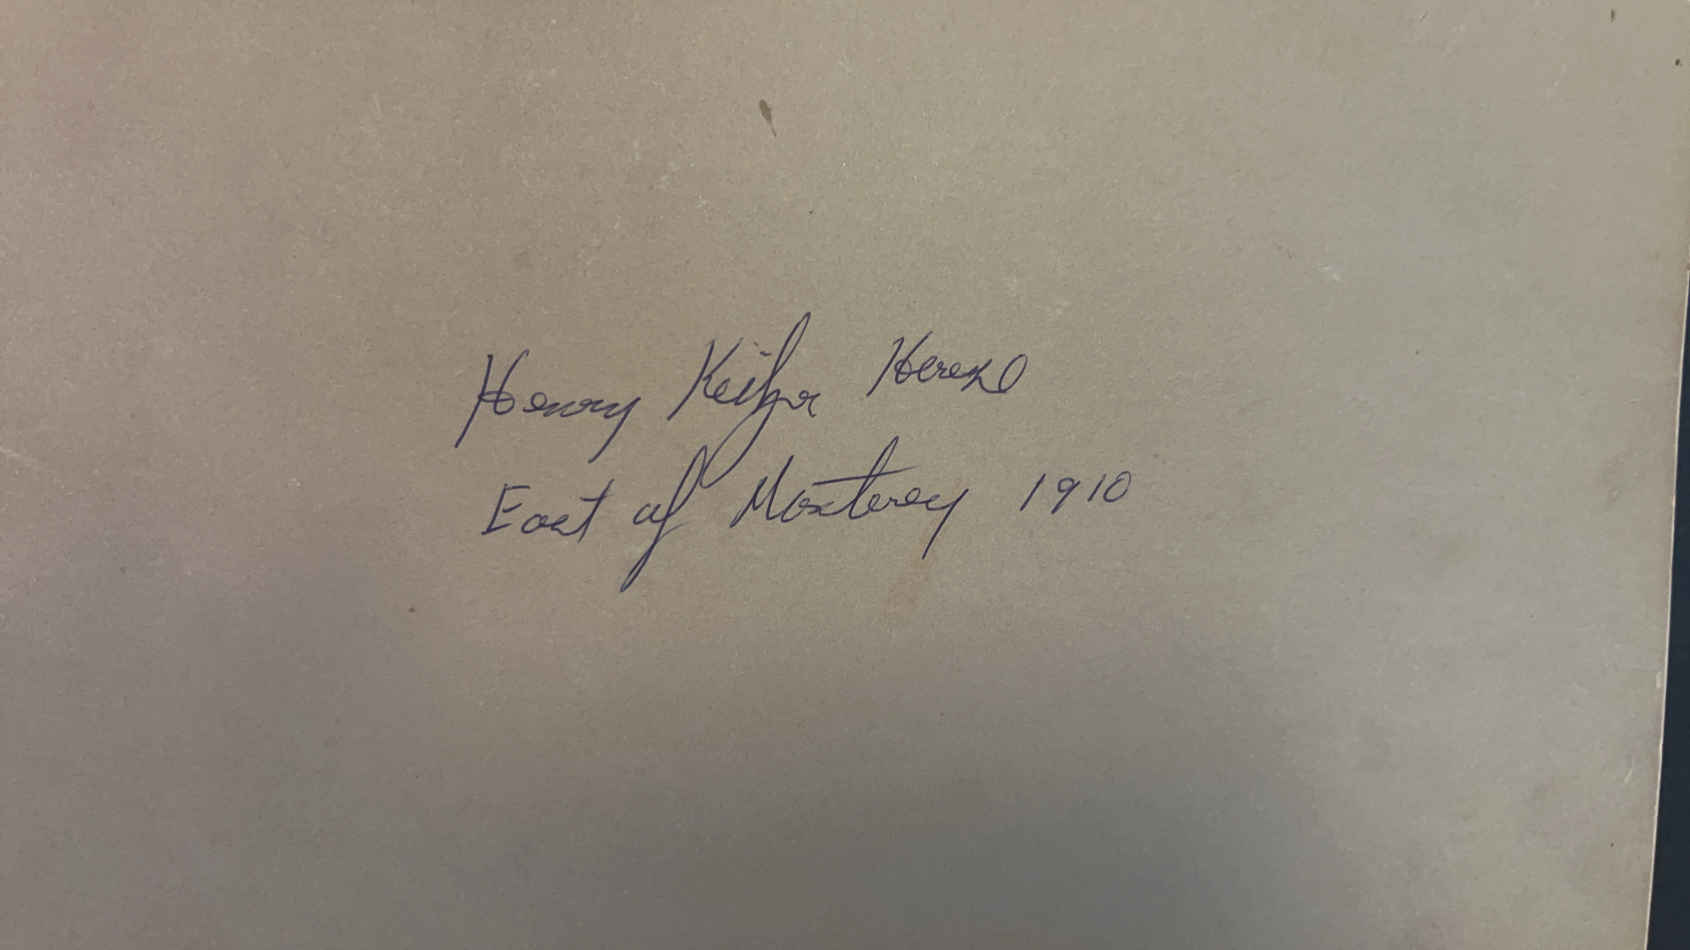 Henry
East of Monterey 1910